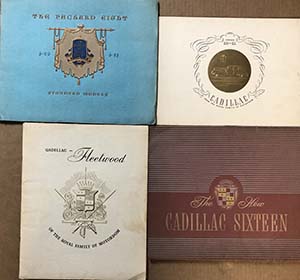 THE PACKARD EIGHT
STANDARD MODELS
CADILLAC
CADILLAC — Fleetwood
OF THE ROYAL FAMILY OF MOTORDOM
The New
CADILLAC SIXTEEN